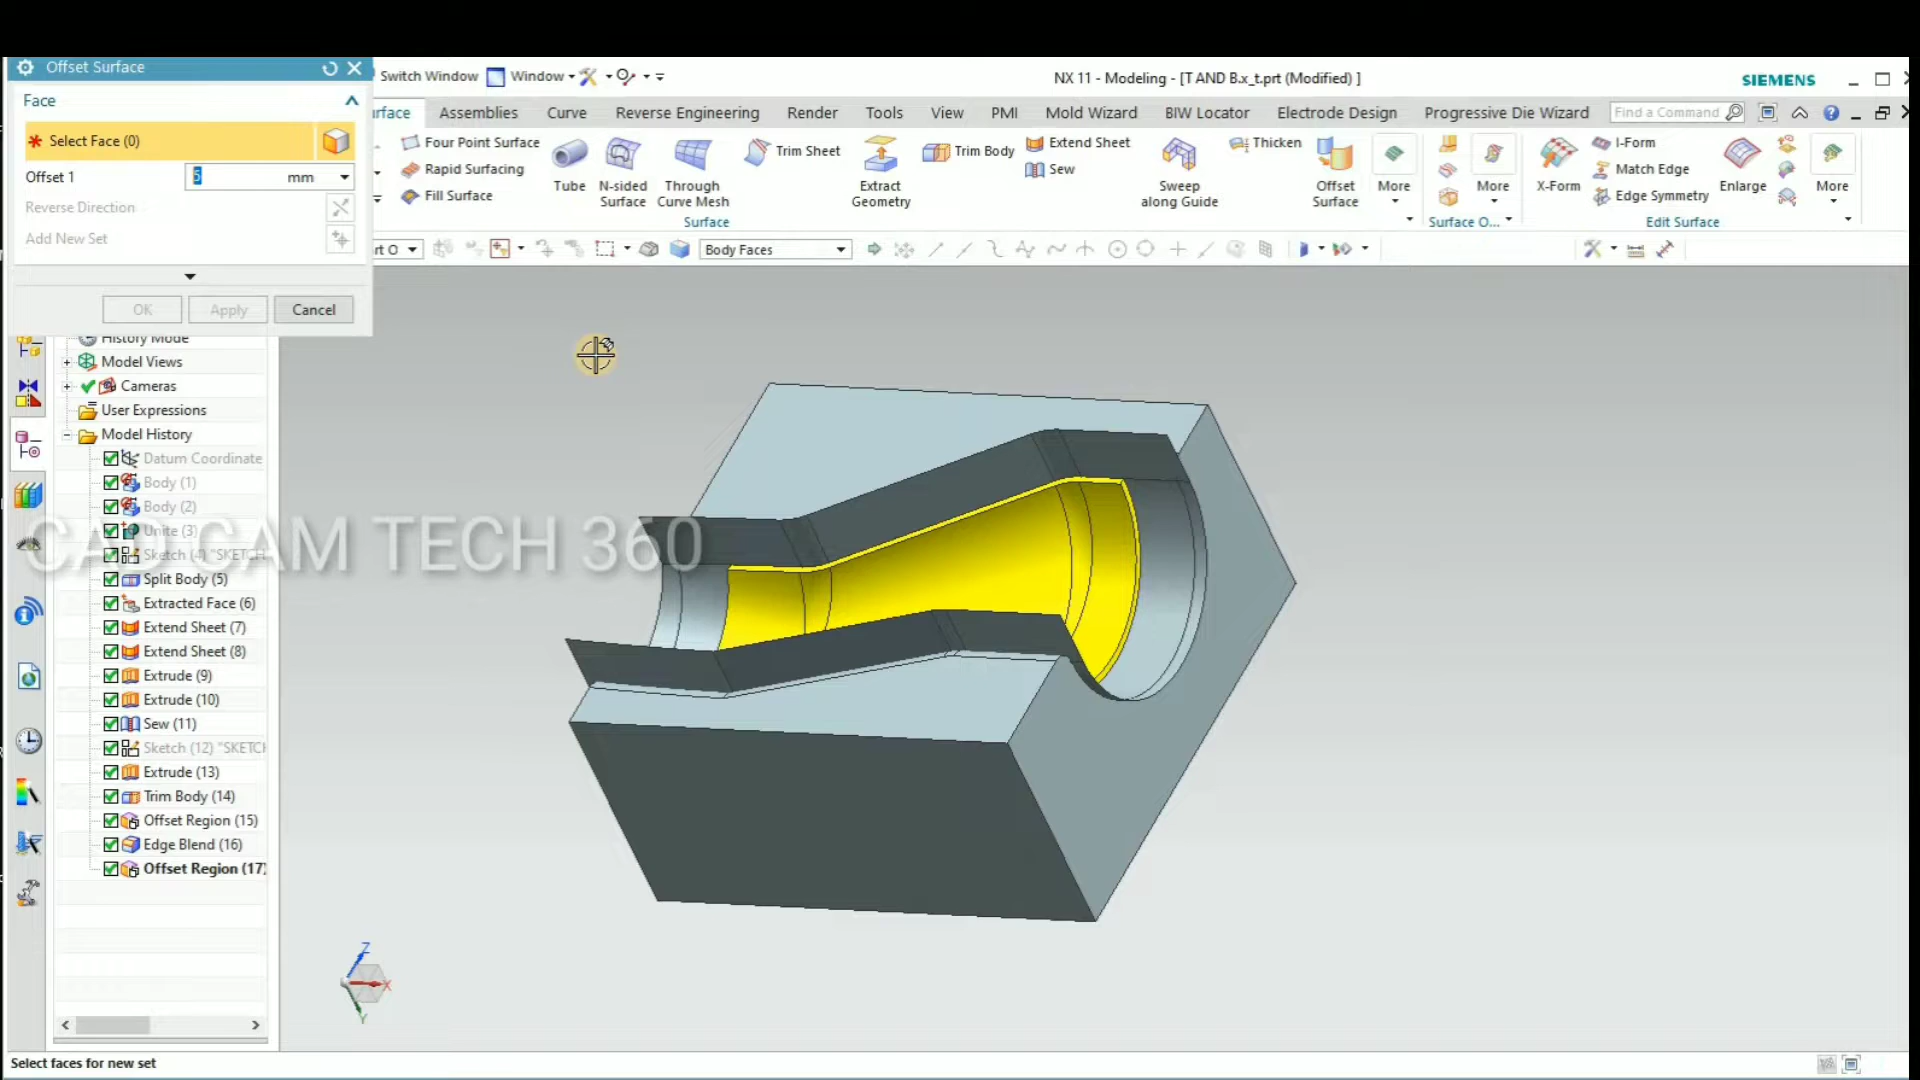 Offset Surface
Switch Window Window
NX 11 - Modeling - [T AND B.x_t.prt (Modified) ]
SIEMENS
Face
Select Face (0)
Offset 1 5 mm
Reverse Direction
Add New Set
OK Apply Cancel
rface Assemblies Curve Reverse Engineering Render Tools View PMI Mold Wizard BIW Locator Electrode Design Progressive Die Wizard Find a Command
Four Point Surface
Rapid Surfacing
Fill Surface
Tube
N-sided Surface
Through Curve Mesh
Trim Sheet
Extract Geometry
Trim Body
Extend Sheet
Sew
Sweep along Guide
Thicken
Offset Surface
More
More
X-Form
I-Form
Match Edge
Edge Symmetry
Enlarge
More
Surface Surface O... Edit Surface
rt O Body Faces
History Mode
Model Views
Cameras
User Expressions
Model History
Datum Coordinate
Body (1)
Body (2)
Unite (3)
Sketch (4) "SKETCH
Split Body (5)
Extracted Face (6)
Extend Sheet (7)
Extend Sheet (8)
Extrude (9)
Extrude (10)
Sew (11)
Sketch (12) "SKETCH
Extrude (13)
Trim Body (14)
Offset Region (15)
Edge Blend (16)
Offset Region (17)
CAD CAM TECH 360
Z
X
Y
Select faces for new set